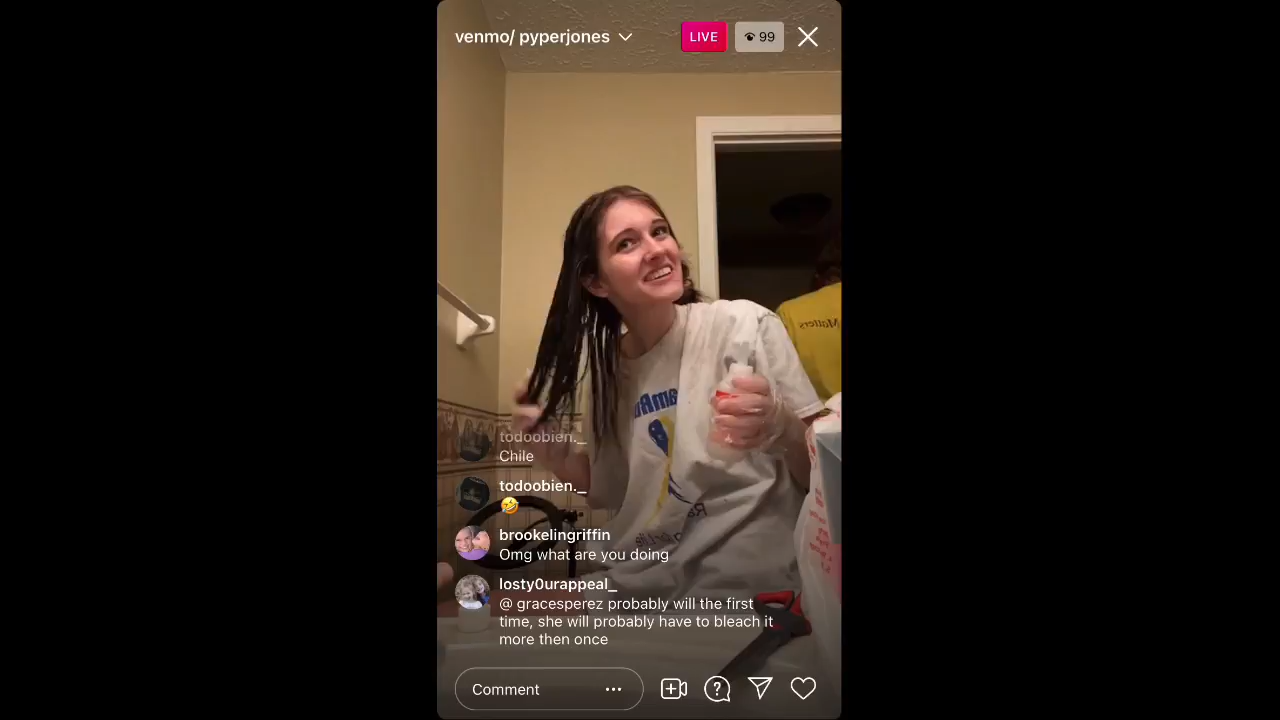 venmo/ pyperjones
LIVE
99
Matters
todoobien._
Chile
todoobien._
🤣
brookelingriffin
Omg what are you doing
losty0urappeal_
@ gracesperez probably will the first
time, she will probably have to bleach it
more then once
Comment